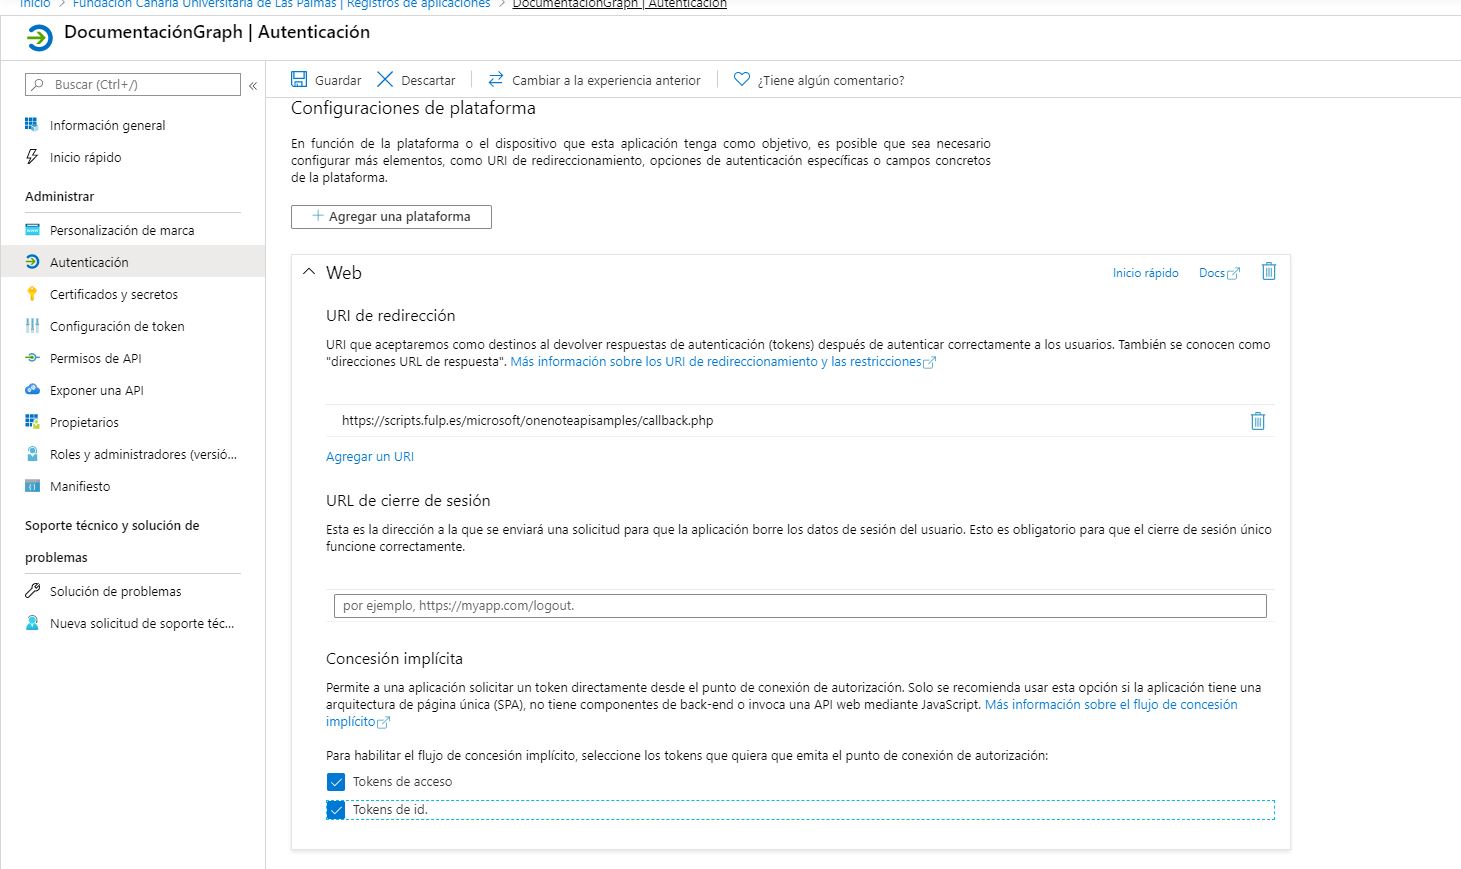 Inicio > Fundación Canaria Universitaria de Las Palmas | Registros de aplicaciones > DocumentaciónGraph | Autenticación
DocumentaciónGraph | Autenticación
Buscar (Ctrl+/)
«
Información general
Inicio rápido
Administrar
Personalización de marca
Autenticación
Certificados y secretos
Configuración de token
Permisos de API
Exponer una API
Propietarios
Roles y administradores (versió...
Manifiesto
Soporte técnico y solución de
problemas
Solución de problemas
Nueva solicitud de soporte téc...
Guardar
Descartar
Cambiar a la experiencia anterior
¿Tiene algún comentario?
Configuraciones de plataforma
En función de la plataforma o el dispositivo que esta aplicación tenga como objetivo, es posible que sea necesario
configurar más elementos, como URI de redireccionamiento, opciones de autenticación específicas o campos concretos
de la plataforma.
+ Agregar una plataforma
Web
Inicio rápido
Docs
URI de redirección
URI que aceptaremos como destinos al devolver respuestas de autenticación (tokens) después de autenticar correctamente a los usuarios. También se conocen como
"direcciones URL de respuesta". Más información sobre los URI de redireccionamiento y las restricciones
https://scripts.fulp.es/microsoft/onenoteapisamples/callback.php
Agregar un URI
URL de cierre de sesión
Esta es la dirección a la que se enviará una solicitud para que la aplicación borre los datos de sesión del usuario. Esto es obligatorio para que el cierre de sesión único
funcione correctamente.
por ejemplo, https://myapp.com/logout.
Concesión implícita
Permite a una aplicación solicitar un token directamente desde el punto de conexión de autorización. Solo se recomienda usar esta opción si la aplicación tiene una
arquitectura de página única (SPA), no tiene componentes de back-end o invoca una API web mediante JavaScript. Más información sobre el flujo de concesión
implícito
Para habilitar el flujo de concesión implícito, seleccione los tokens que quiera que emita el punto de conexión de autorización:
Tokens de acceso
Tokens de id.